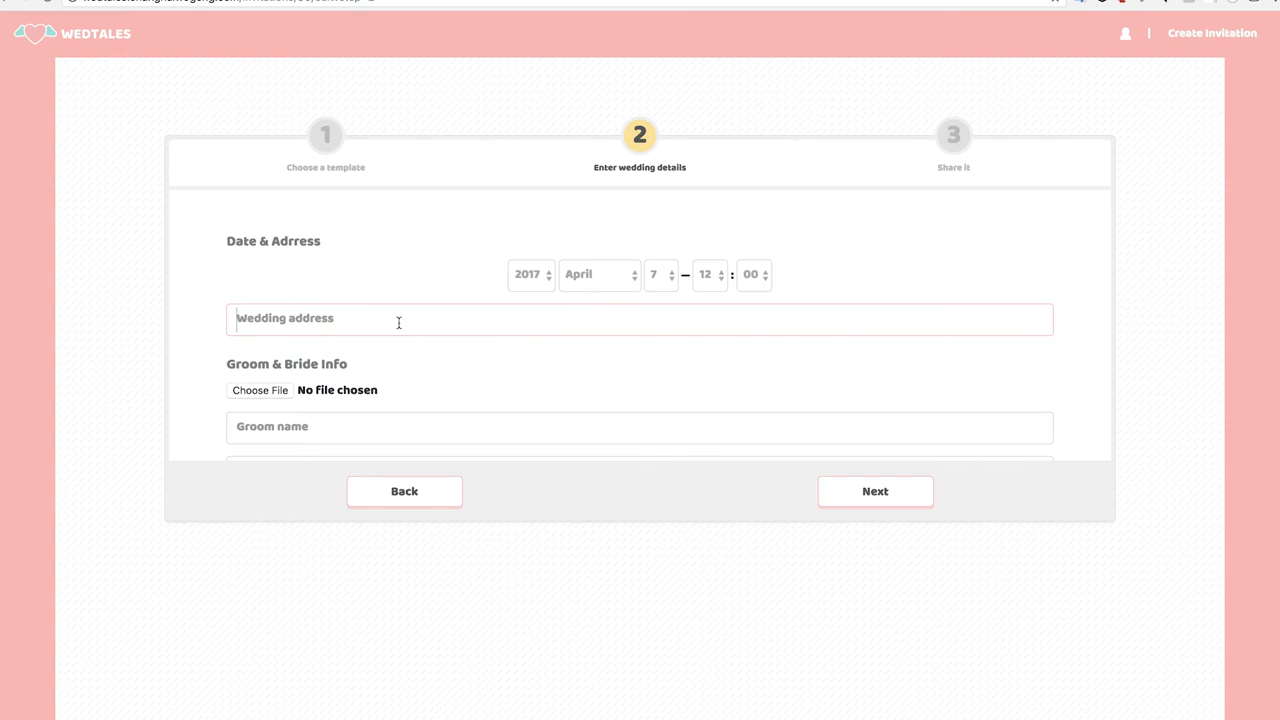 WEDTALES
Create Invitation
1
2
3
Choose a template
Enter wedding details
Share it
Date & Adrress
2017 April 7 – 12 : 00
Wedding address
Groom & Bride Info
Choose File No file chosen
Groom name
Back
Next